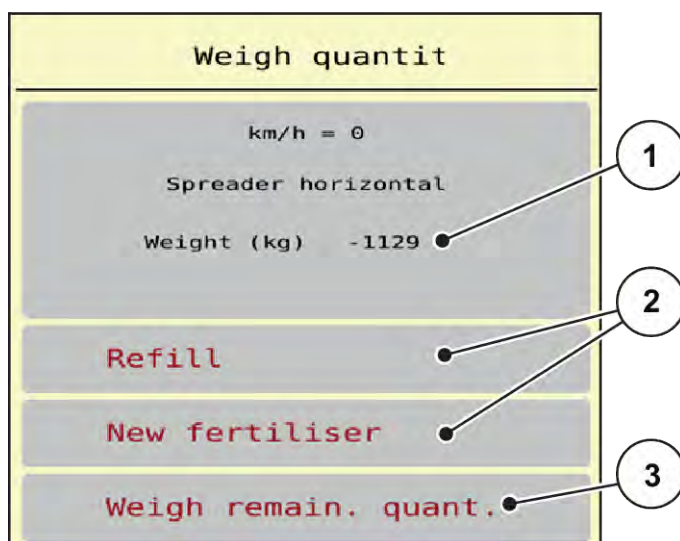 Weigh quantit
km/h = 0
Spreader horizontal
Weight (kg) -1129
1
2
Refill
New fertiliser
Weigh remain. quant.
3